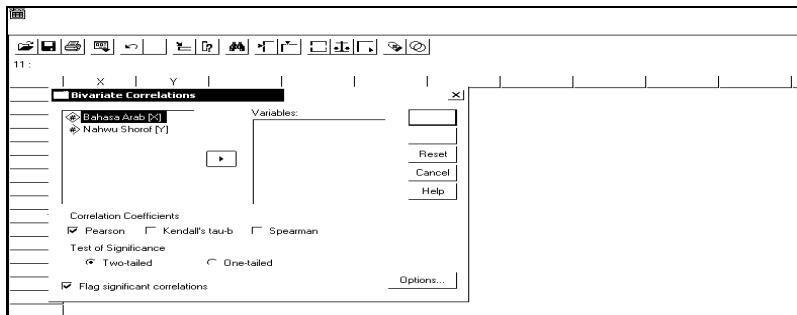 11 :
X Y
Bivariate Correlations
Bahasa Arab [X]
Nahwu Shorof [Y]
Variables:
Reset
Cancel
Help
Correlation Coefficients
Pearson Kendall's tau-b Spearman
Test of Significance
Two-tailed One-tailed
Flag significant correlations
Options...